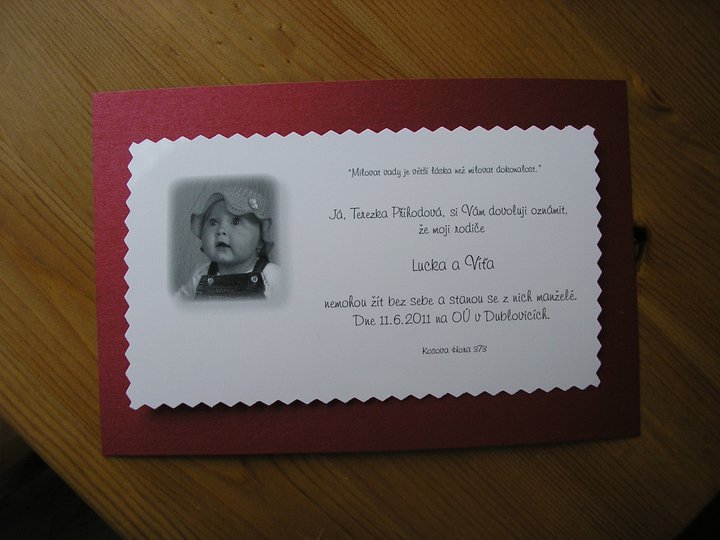 "Milovat vady je větší láska než milovat dokonalost."
Já, Terezka Příhodová, si Vám dovoluji oznámit,
že moji rodiče
Lucka a Víťa
nemohou žít bez sebe a stanou se z nich manželé.
Dne 11.6.2011 na OÚ v Dublovicích.
Kosova Hora 373